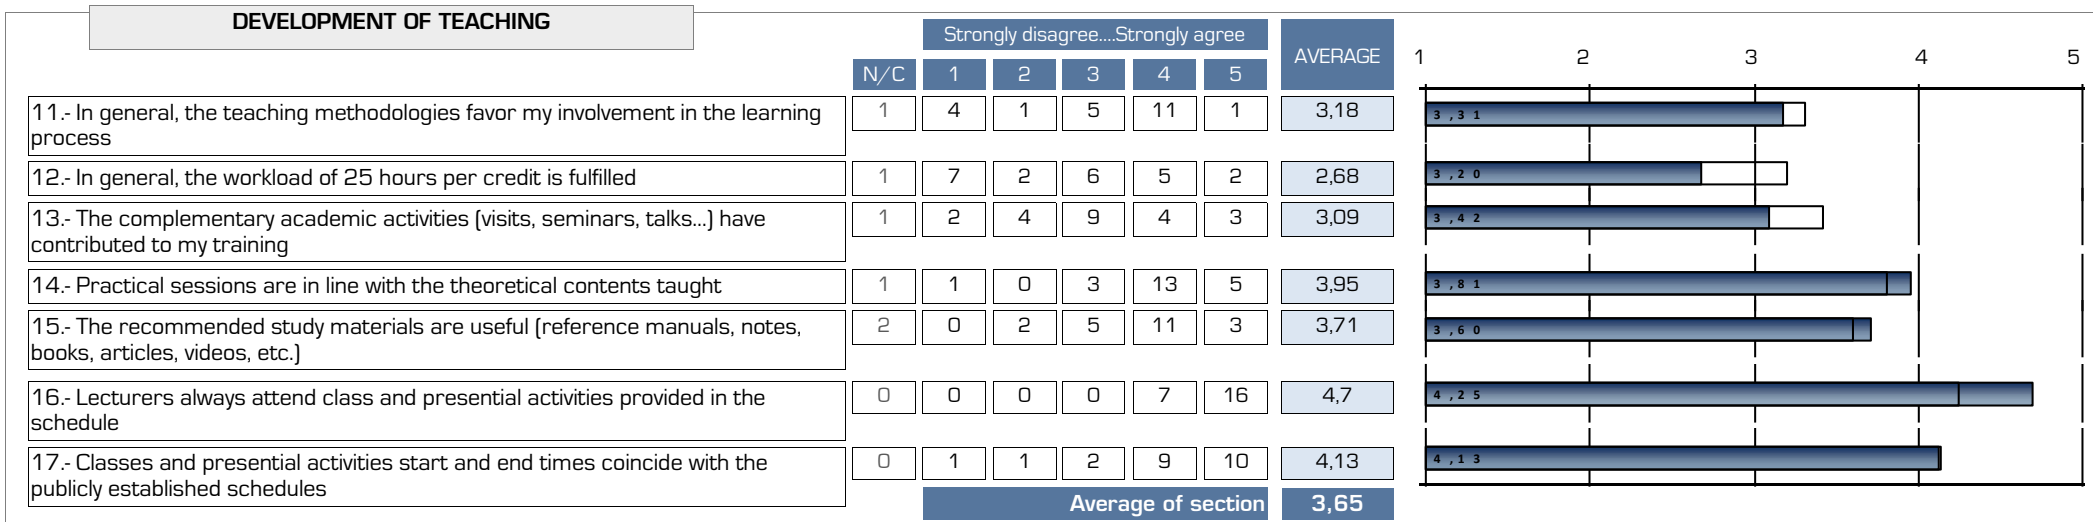 DEVELOPMENT OF TEACHING
Strongly disagree....Strongly agree
AVERAGE
1 2 3 4 5
N/C 1 2 3 4 5
11.- In general, the teaching methodologies favor my involvement in the learning
process
1 4 1 5 11 1 3,18 3,31
12.- In general, the workload of 25 hours per credit is fulfilled
1 7 2 6 5 2 2,68 3,20
13.- The complementary academic activities (visits, seminars, talks...) have
contributed to my training
1 2 4 9 4 3 3,09 3,42
14.- Practical sessions are in line with the theoretical contents taught
1 1 0 3 13 5 3,95 3,81
15.- The recommended study materials are useful (reference manuals, notes,
books, articles, videos, etc.)
2 0 2 5 11 3 3,71 3,60
16.- Lecturers always attend class and presential activities provided in the
schedule
0 0 0 0 7 16 4,7 4,25
17.- Classes and presential activities start and end times coincide with the
publicly established schedules
0 1 1 2 9 10 4,13 4,13
Average of section 3,65